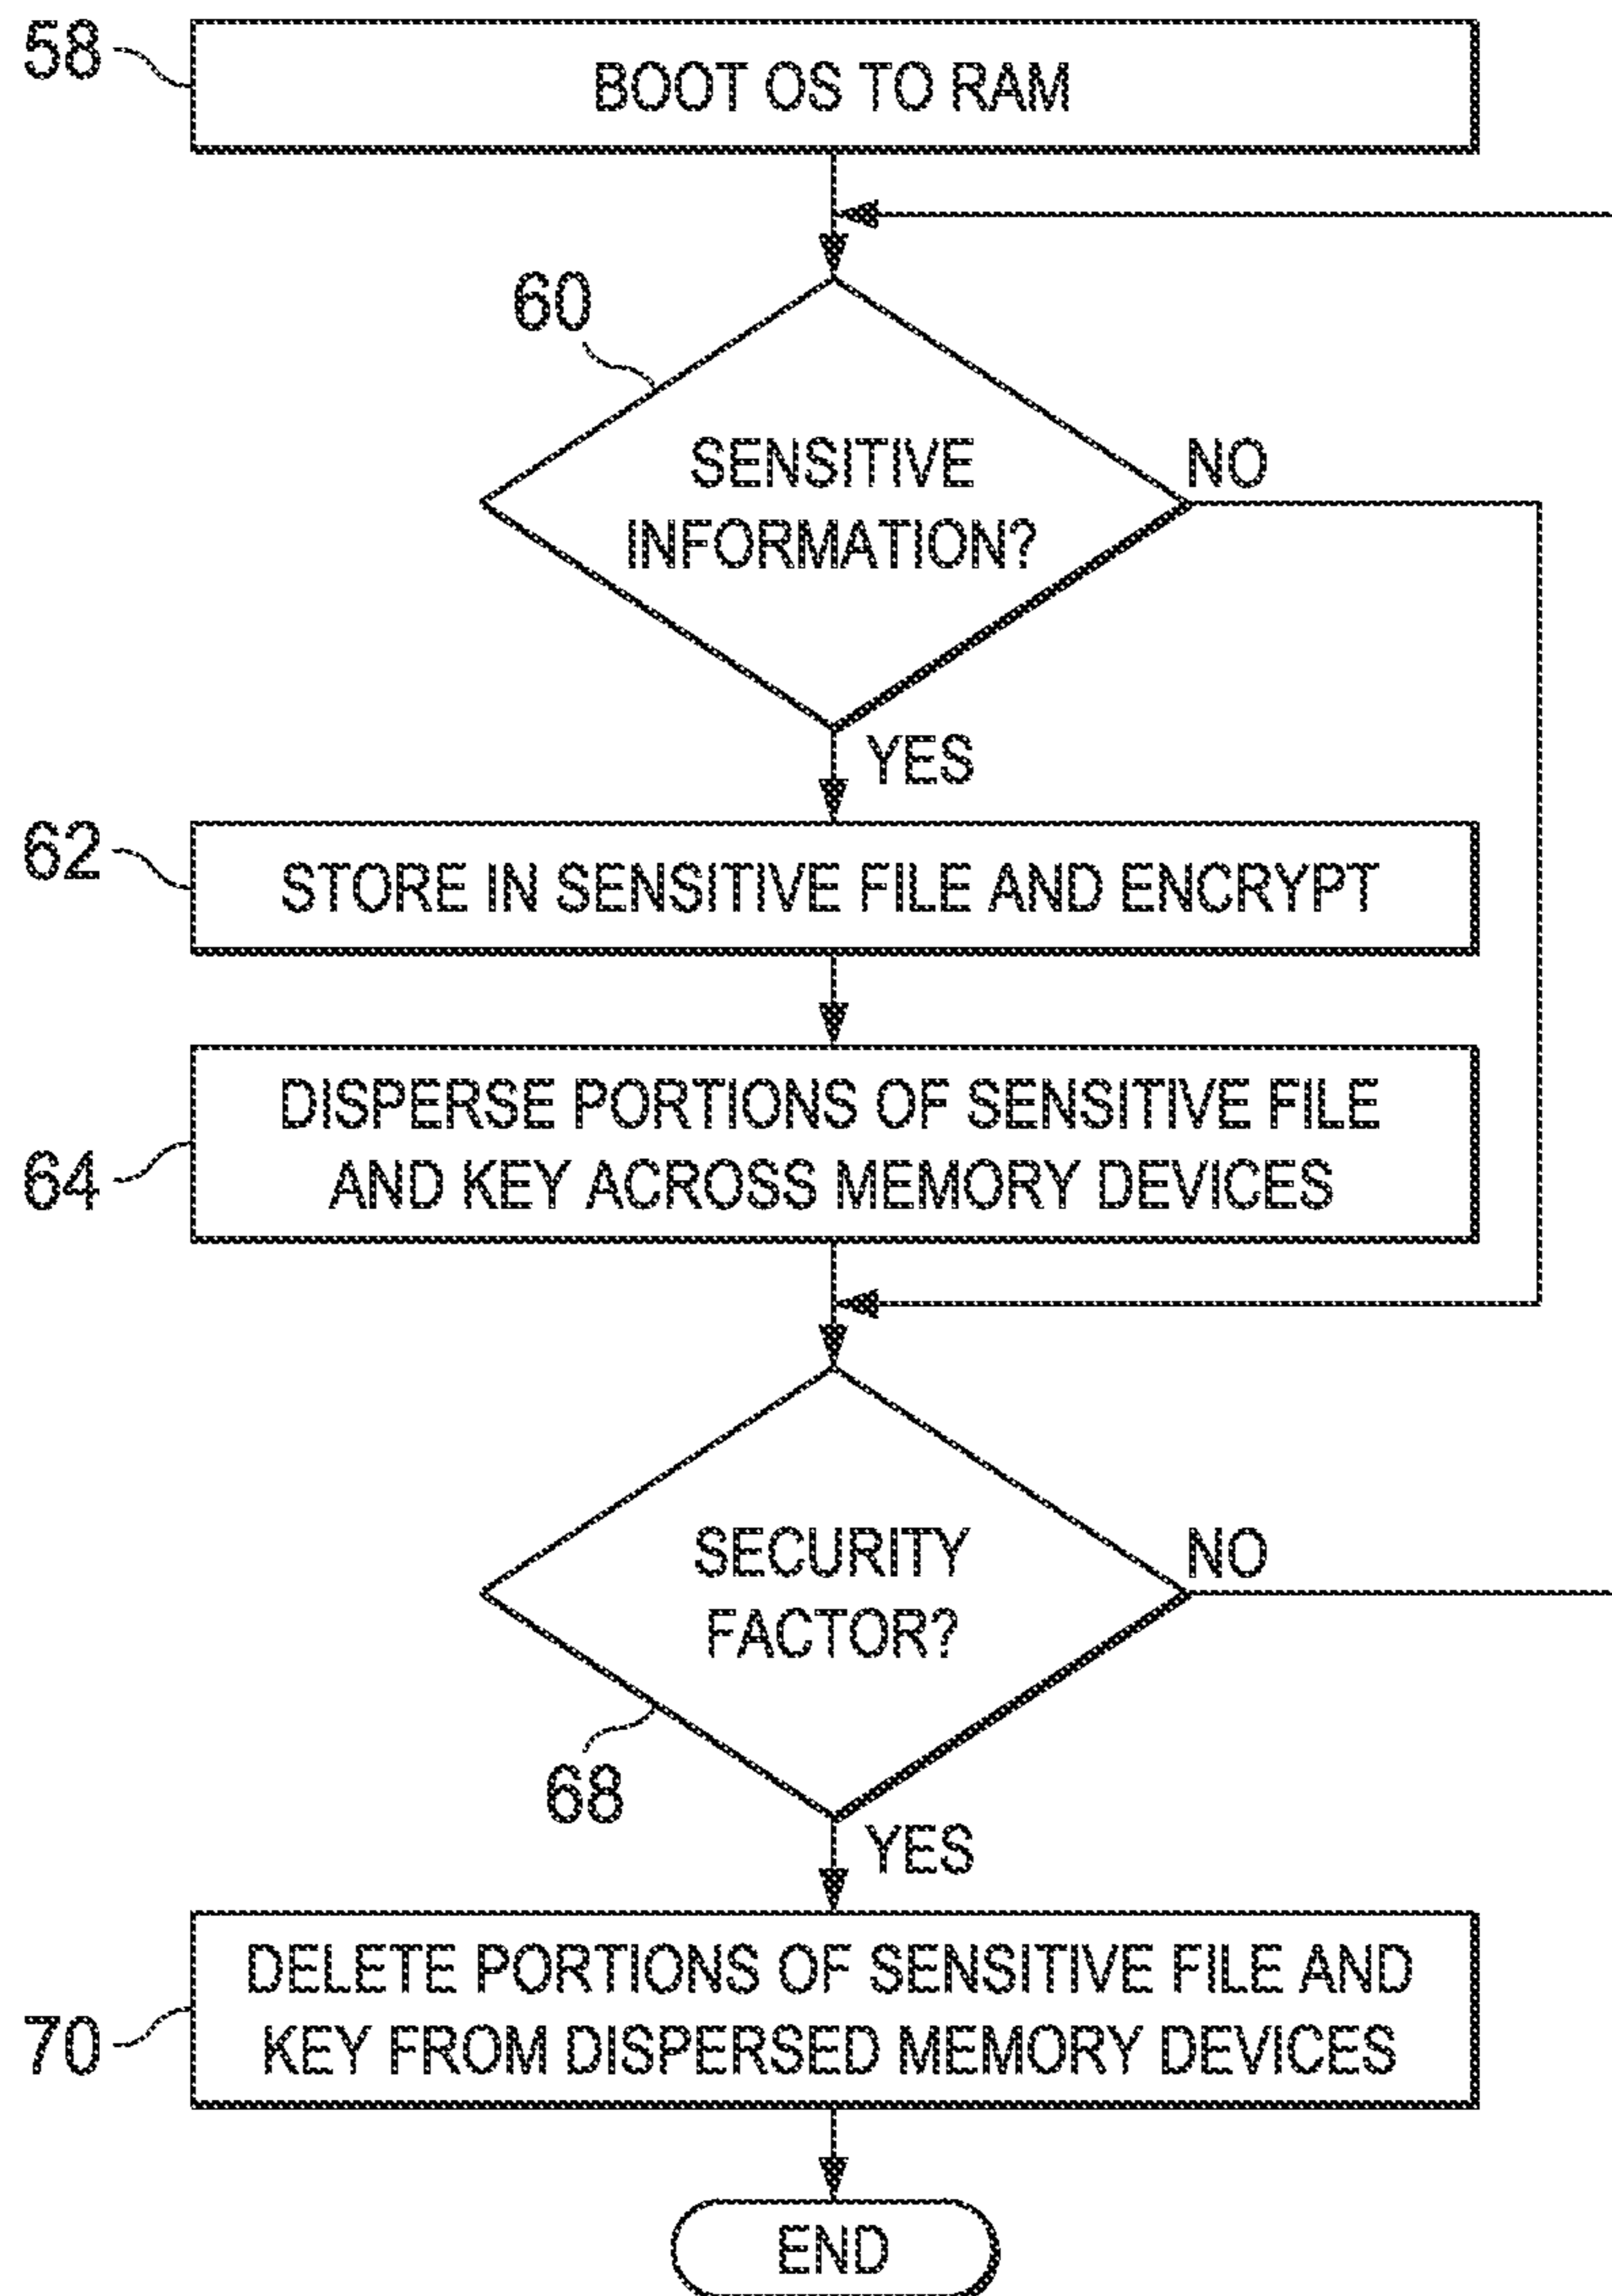 58
BOOT OS TO RAM
60
SENSITIVE
INFORMATION?
NO
YES
62
STORE IN SENSITIVE FILE AND ENCRYPT
64
DISPERSE PORTIONS OF SENSITIVE FILE
AND KEY ACROSS MEMORY DEVICES
SECURITY
FACTOR?
NO
68
YES
70
DELETE PORTIONS OF SENSITIVE FILE AND
KEY FROM DISPERSED MEMORY DEVICES
END